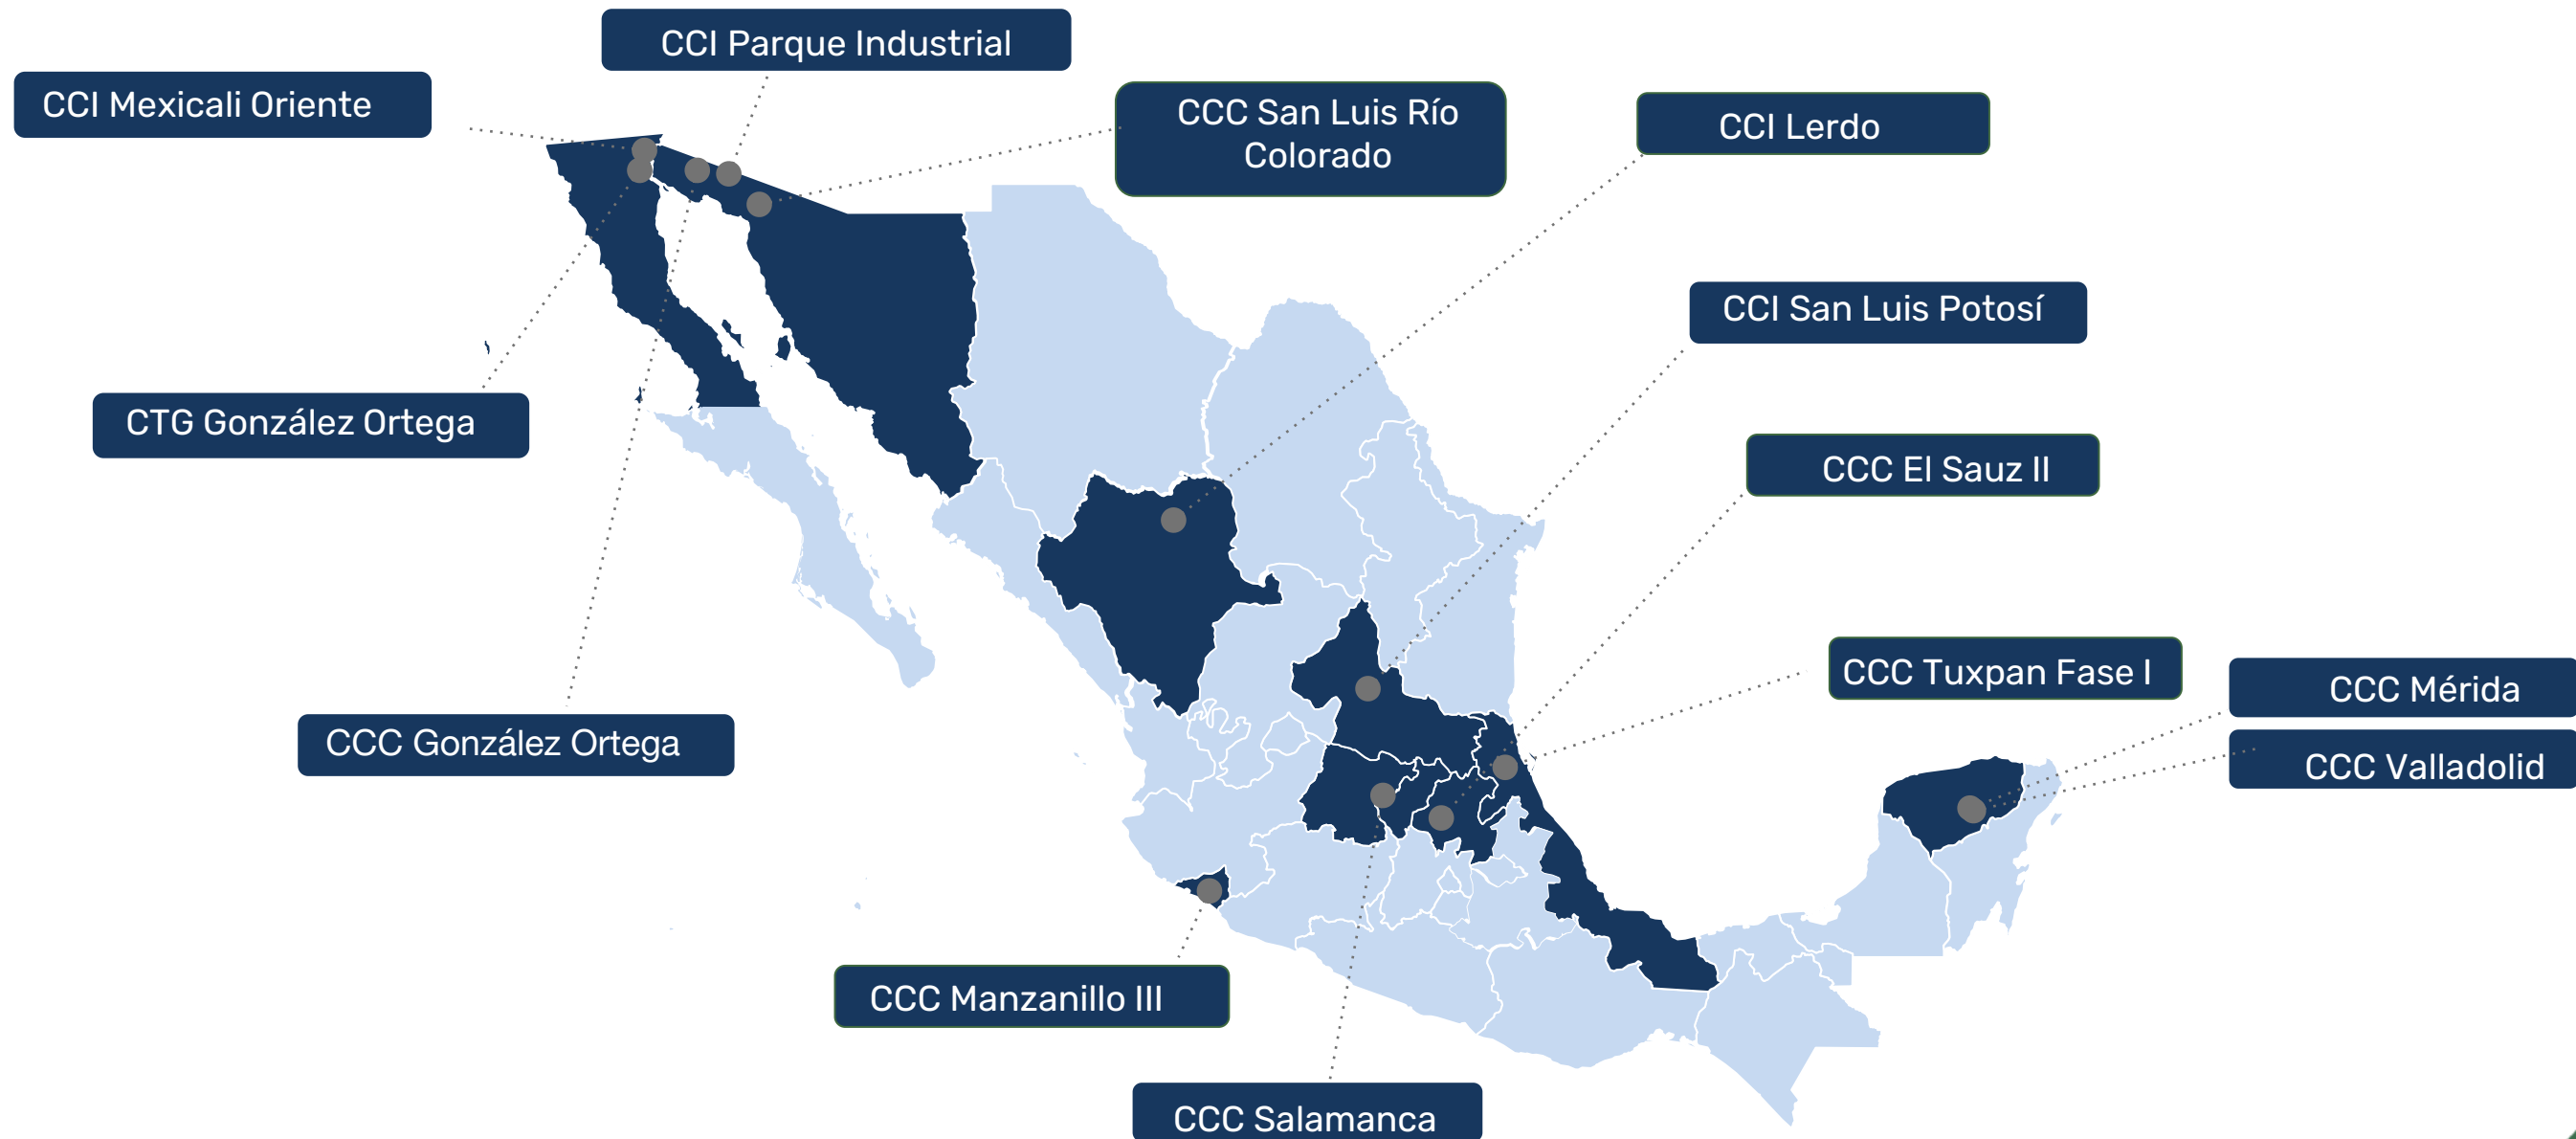 CCI Parque Industrial
CCI Mexicali Oriente
CCC San Luis Río
Colorado
CCI Lerdo
CCI San Luis Potosí
CTG González Ortega
CCC El Sauz II
CCC Tuxpan Fase I
CCC Mérida
CCC González Ortega
CCC Valladolid
CCC Manzanillo III
CCC Salamanca